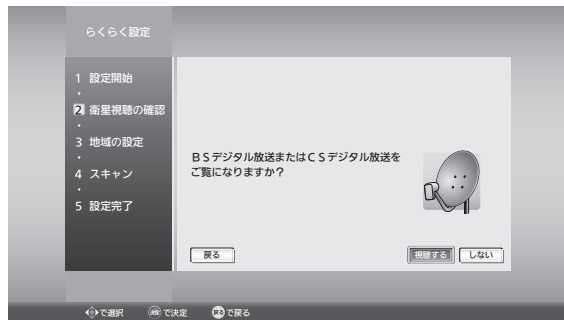 らくらく設定
1 設定開始
2 衛星視聴の確認
3 地域の設定
4 スキャン
5 設定完了
BSデジタル放送またはCSデジタル放送を
ご覧になりますか？
戻る 視聴する しない
で選択 決定 で決定 戻る で戻る